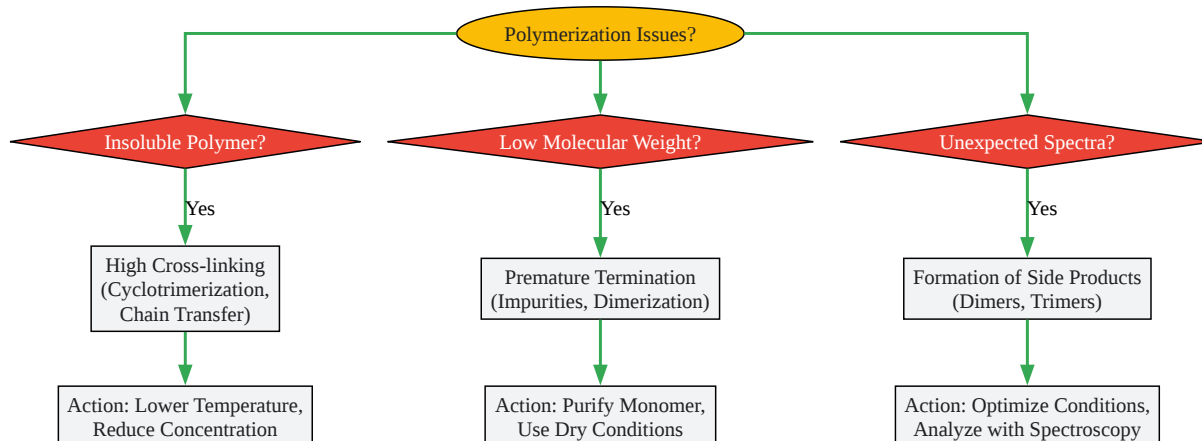 Polymerization Issues?
Insoluble Polymer?
Low Molecular Weight?
Unexpected Spectra?
Yes
Yes
Yes
High Cross-linking
(Cyclotrimerization,
Chain Transfer)
Premature Termination
(Impurities, Dimerization)
Formation of Side Products
(Dimers, Trimers)
Action: Lower Temperature,
Reduce Concentration
Action: Purify Monomer,
Use Dry Conditions
Action: Optimize Conditions,
Analyze with Spectroscopy